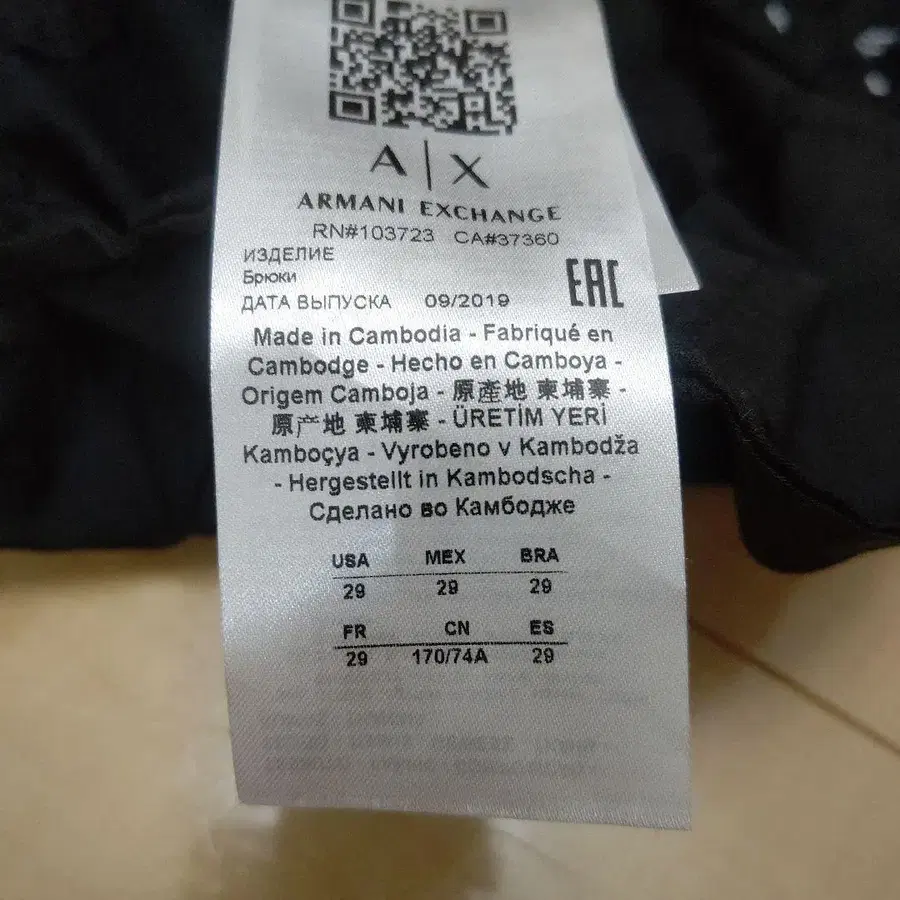 A|X
ARMANI EXCHANGE
RN#103723 CA#37360
ИЗДЕЛИЕ
Брюки
ДАТА ВЫПУСКА 09/2019
EAC
Made in Cambodia - Fabriqué en
Cambodge - Hecho en Camboya -
Origem Camboja - 原產地 柬埔寨 -
原产地 柬埔寨 - ÜRETİM YERİ
Kamboçya - Vyrobeno v Kambodža
- Hergestellt in Kambodscha -
Сделано во Камбодже
USA MEX BRA
29 29 29
FR CN ES
29 170/74A 29